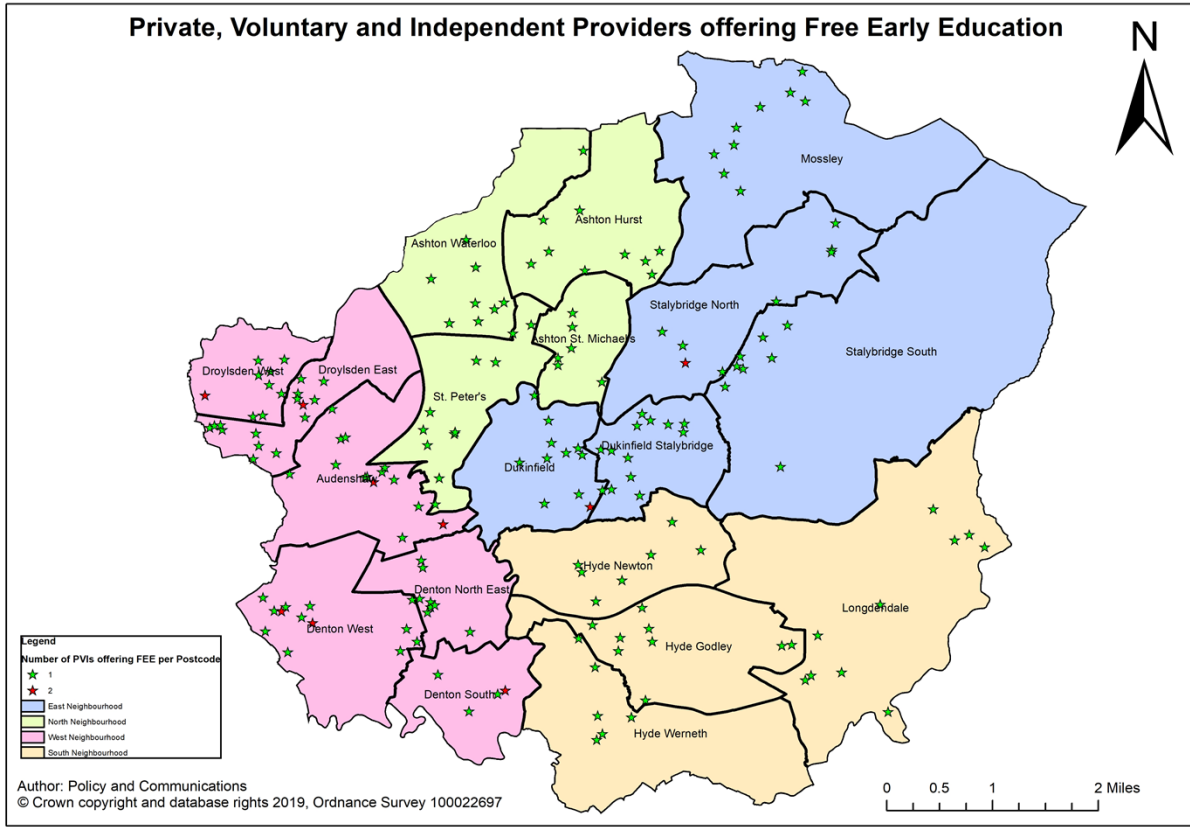 Private, Voluntary and Independent Providers offering Free Early Education
N
Mossley
Ashton Hurst
Ashton Waterloo
Stalybridge North
Ashton St. Michael's
Stalybridge South
Droylsden West
Droylsden East
St. Peter's
Dukinfield Stalybridge
Dukinfield
Audenshaw
Hyde Newton
Denton North East
Longdendale
Denton West
Hyde Godley
Denton South
Hyde Werneth
Legend
Number of PVIs offering FEE per Postcode
1
2
East Neighbourhood
North Neighbourhood
West Neighbourhood
South Neighbourhood
Author: Policy and Communications
© Crown copyright and database rights 2019, Ordnance Survey 100022697
0 0.5 1 2 Miles